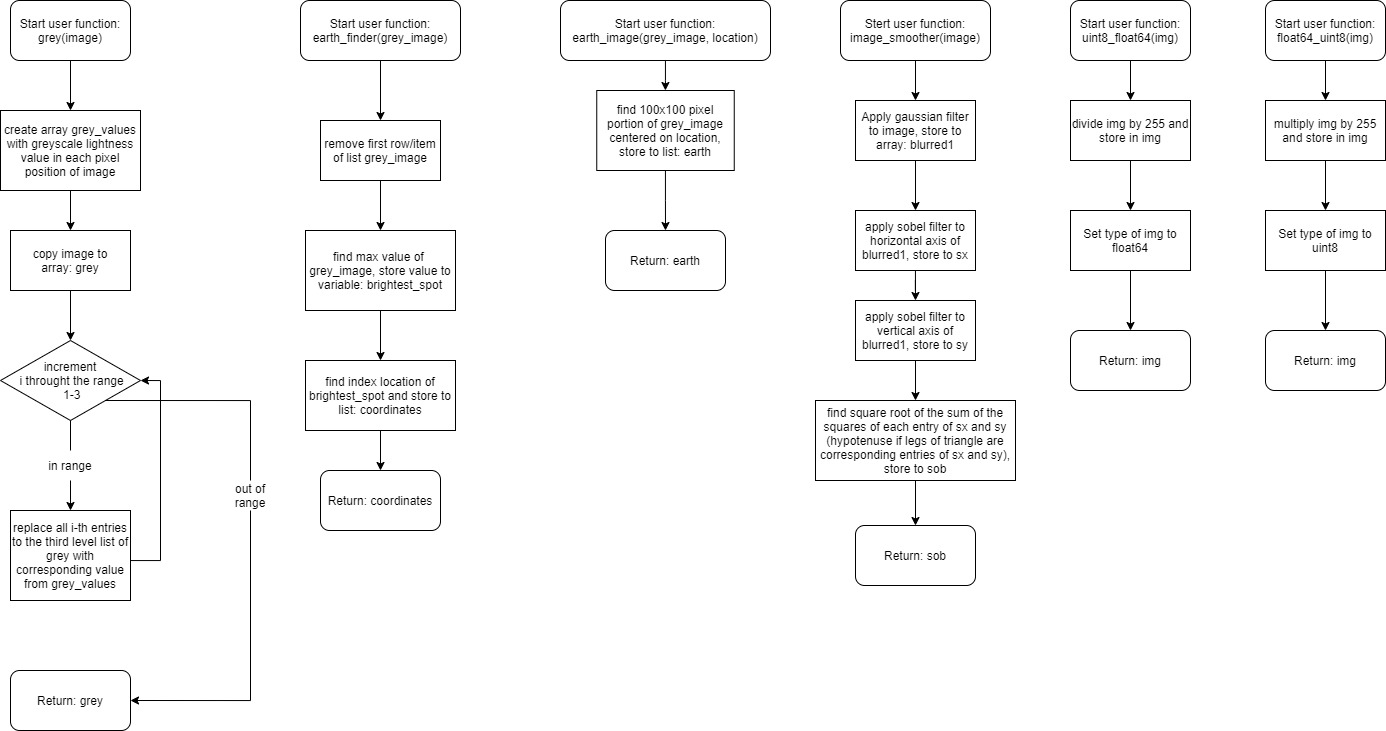 Start user function:
grey(image)
create array grey_values
with greyscale lightness
value in each pixel
position of image
copy image to
array: grey
increment
i throught the range
1-3
in range
out of
range
replace all i-th entries
to the third level list of
grey with
corresponding value
from grey_values
Return: grey
Start user function:
earth_finder(grey_image)
remove first row/item
of list grey_image
find max value of
grey_image, store value to
variable: brightest_spot
find index location of
brightest_spot and store to
list: coordinates
Return: coordinates
Start user function:
earth_image(grey_image, location)
find 100x100 pixel
portion of grey_image
centered on location,
store to list: earth
Return: earth
Stert user function:
image_smoother(image)
Apply gaussian filter
to image, store to
array: blurred1
apply sobel filter to
horizontal axis of
blurred1, store to sx
apply sobel filter to
vertical axis of
blurred1, store to sy
find square root of the sum of the
squares of each entry of sx and sy
(hypotenuse if legs of triangle are
corresponding entries of sx and sy),
store to sob
Return: sob
Start user function:
uint8_float64(img)
divide img by 255 and
store in img
Set type of img to
float64
Return: img
Start user function:
float64_uint8(img)
multiply img by 255
and store in img
Set type of img to
uint8
Return: img